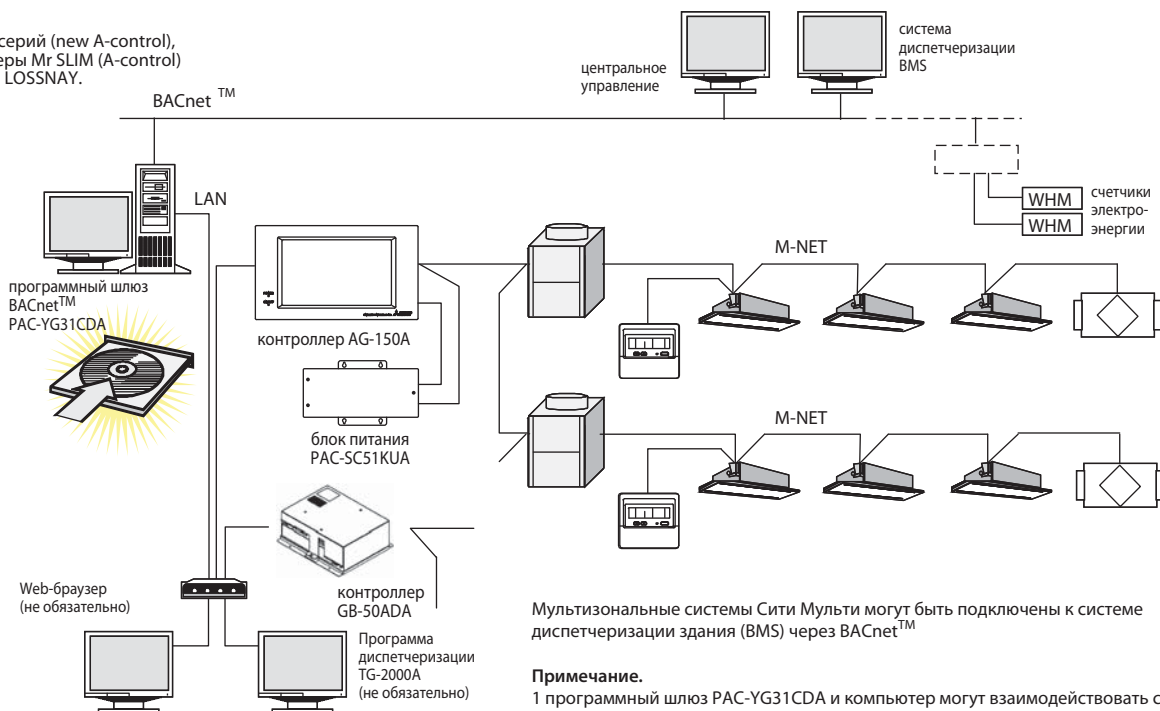 серий (new A-control),
еры Mr SLIM (A-control)
LOSSNAY.
BACnet TM
центральное
управление
система
диспетчеризации
BMS
LAN
WHM
WHM
счетчики
электро-
энергии
M-NET
программный шлюз
BACnetTM
PAC-YG31CDA
контроллер AG-150A
блок питания
PAC-SC51KUA
M-NET
Web-браузер
(не обязательно)
контроллер
GB-50ADA
Программа
диспетчеризации
TG-2000A
(не обязательно)
Мультизональные системы Сити Мульти могут быть подключены к системе
диспетчеризации здания (BMS) через BACnetTM
Примечание.
1 программный шлюз PAC-YG31CDA и компьютер могут взаимодействовать с